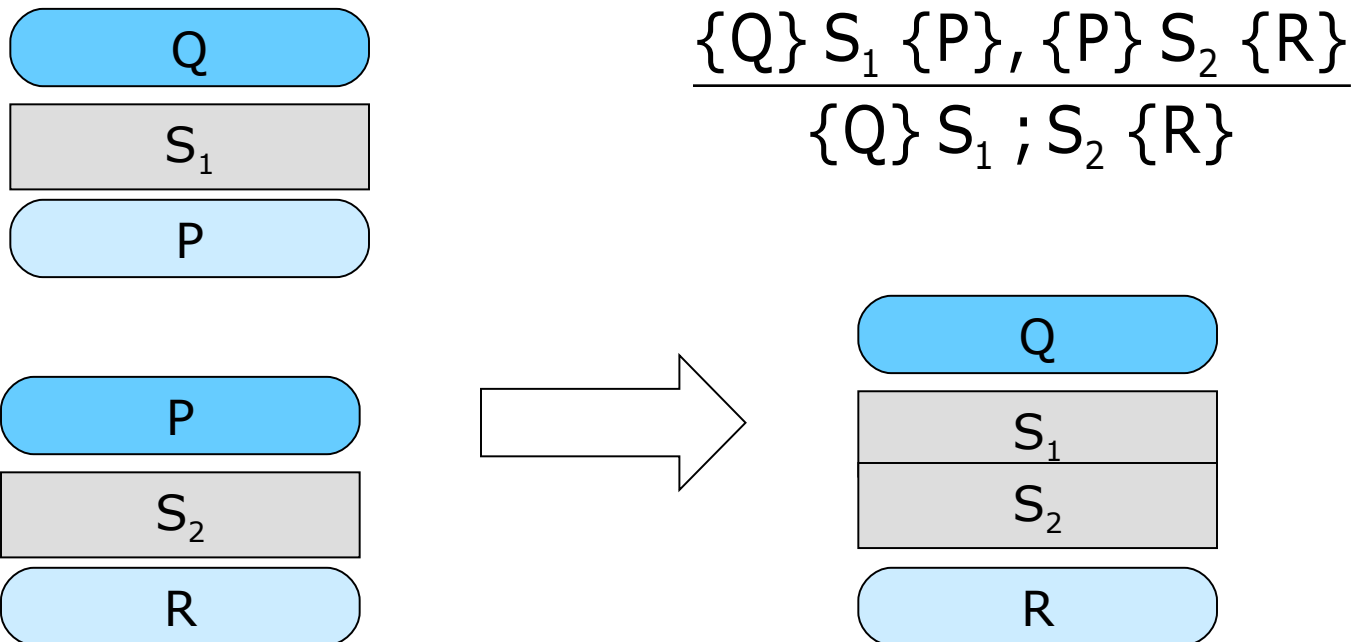 Q
S₁
P
P
S₂
R
{Q} S₁ {P}, {P} S₂ {R}
{Q} S₁ ; S₂ {R}
Q
S₁
S₂
R